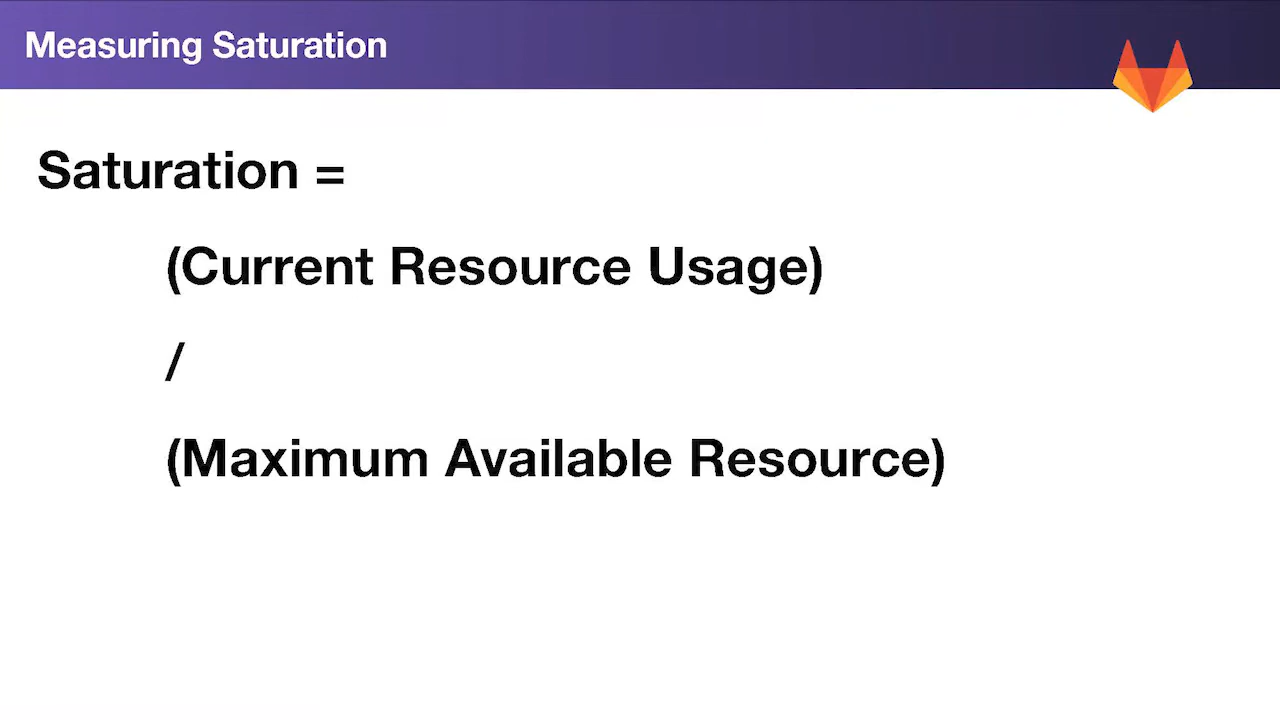 Measuring Saturation
Saturation =
(Current Resource Usage)
/
(Maximum Available Resource)